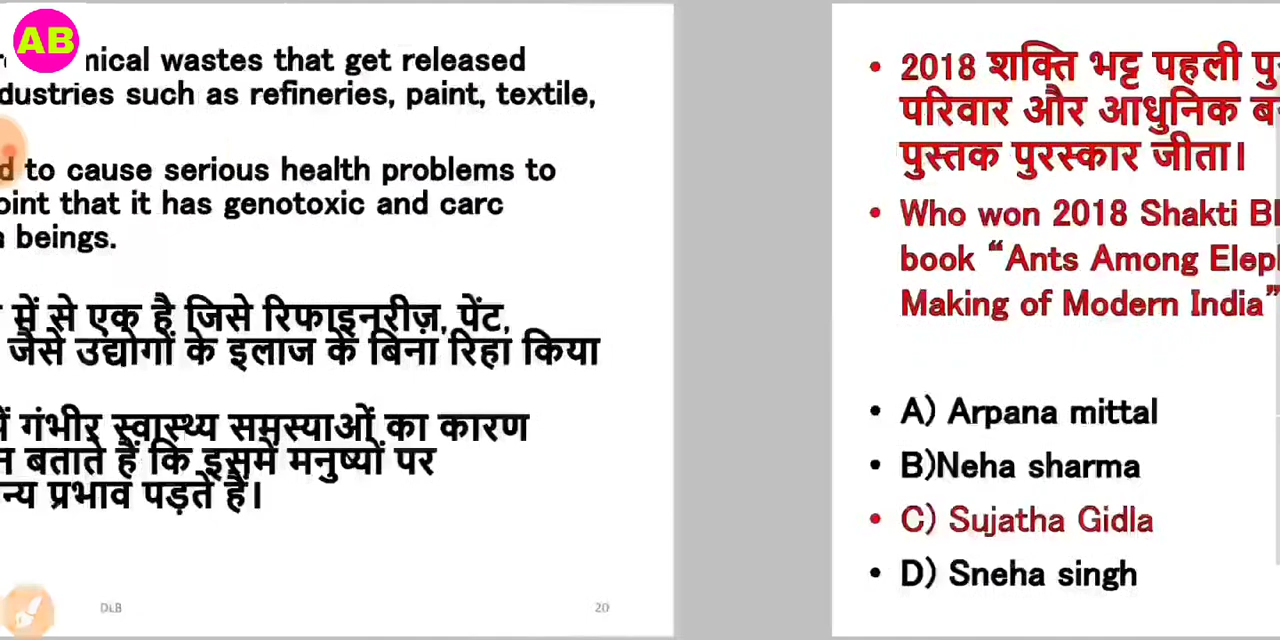 AB
nical wastes that get released
dustries such as refineries, paint, textile,
d to cause serious health problems to
oint that it has genotoxic and carc
beings.
में से एक है जिसे रिफाइनरीज़, पेंट,
जैसे उद्योगों के इलाज के बिना रिहा किया
में गंभीर स्वास्थ्य समस्याओं का कारण
न बताते हैं कि इसमें मनुष्यों पर
न्य प्रभाव पड़ते हैं।
DLB
20
• 2018 शक्ति भट्ट पहली पु
परिवार और आधुनिक
पुस्तक पुरस्कार जीता।
• Who won 2018 Shakti
book “Ants Among Elep
Making of Modern India”
• A) Arpana mittal
• B)Neha sharma
• C) Sujatha Gidla
• D) Sneha singh